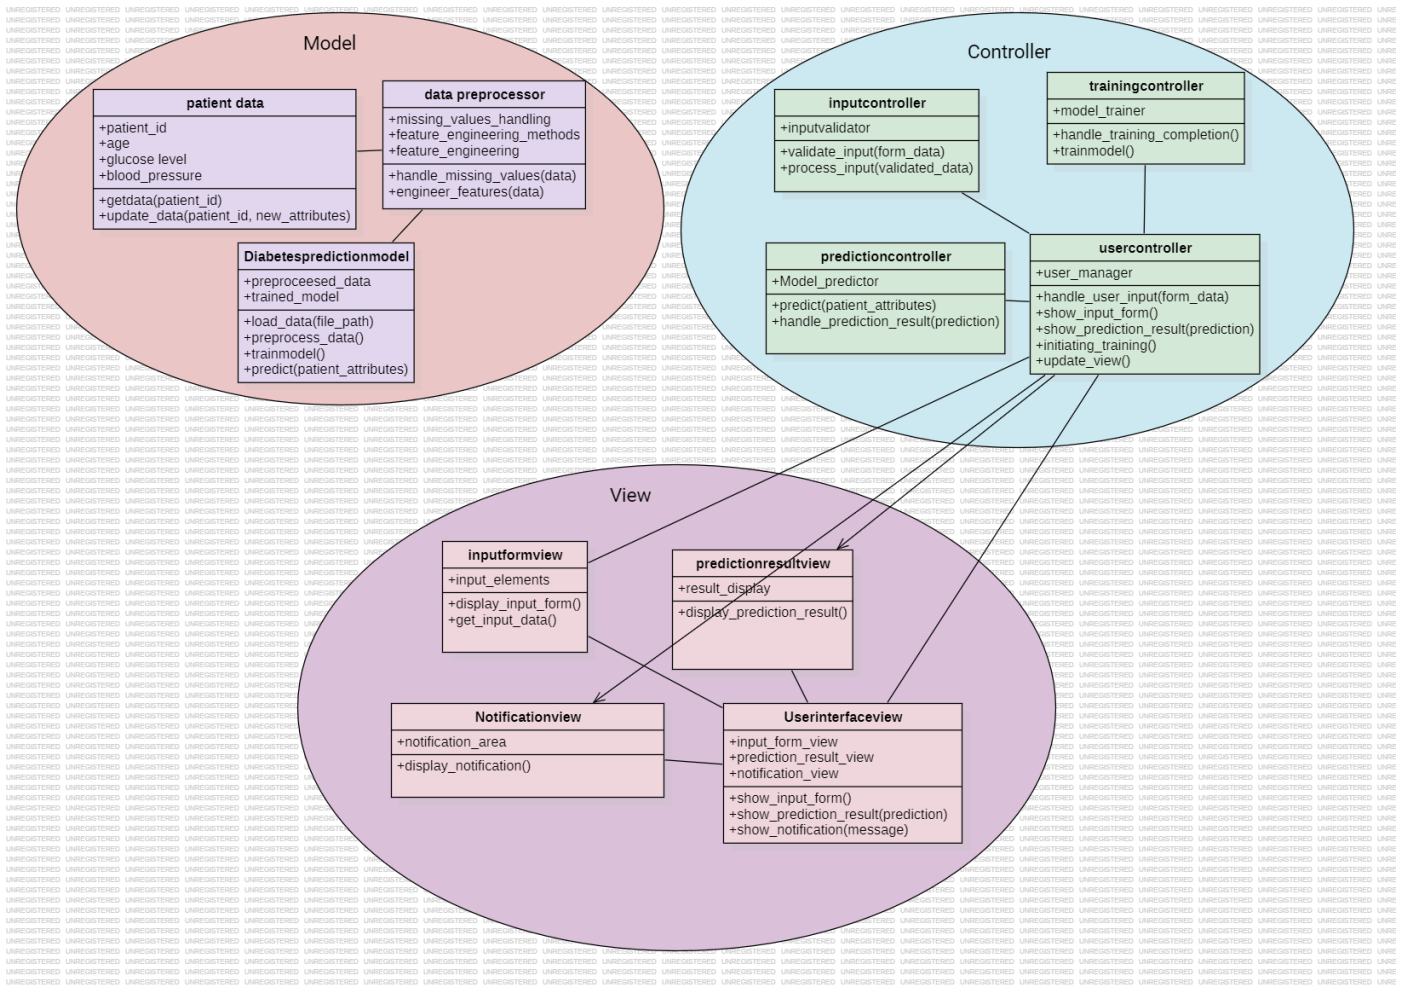 Model
patient data
+patient_id
+age
+glucose level
+blood_pressure
+getdata(patient_id)
+update_data(patient_id, new_attributes)
data preprocessor
+missing_values_handling
+feature_engineering_methods
+feature_engineering
+handle_missing_values(data)
+engineer_features(data)
Diabetespredictionmodel
+preproceesed_data
+trained_model
+load_data(file_path)
+preprocess_data()
+trainmodel()
+predict(patient_attributes)
Controller
inputcontroller
+inputvalidator
+validate_input(form_data)
+process_input(validated_data)
trainingcontroller
+model_trainer
+handle_training_completion()
+trainmodel()
predictioncontroller
+Model_predictor
+predict(patient_attributes)
+handle_prediction_result(prediction)
usercontroller
+user_manager
+handle_user_input(form_data)
+show_input_form()
+show_prediction_result(prediction)
+initiating_training()
+update_view()
View
inputformview
+input_elements
+display_input_form()
+get_input_data()
predictionresultview
+result_display
+display_prediction_result()
Notificationview
+notification_area
+display_notification()
Userinterfaceview
+input_form_view
+prediction_result_view
+notification_view
+show_input_form()
+show_prediction_result(prediction)
+show_notification(message)
UNREGISTERED